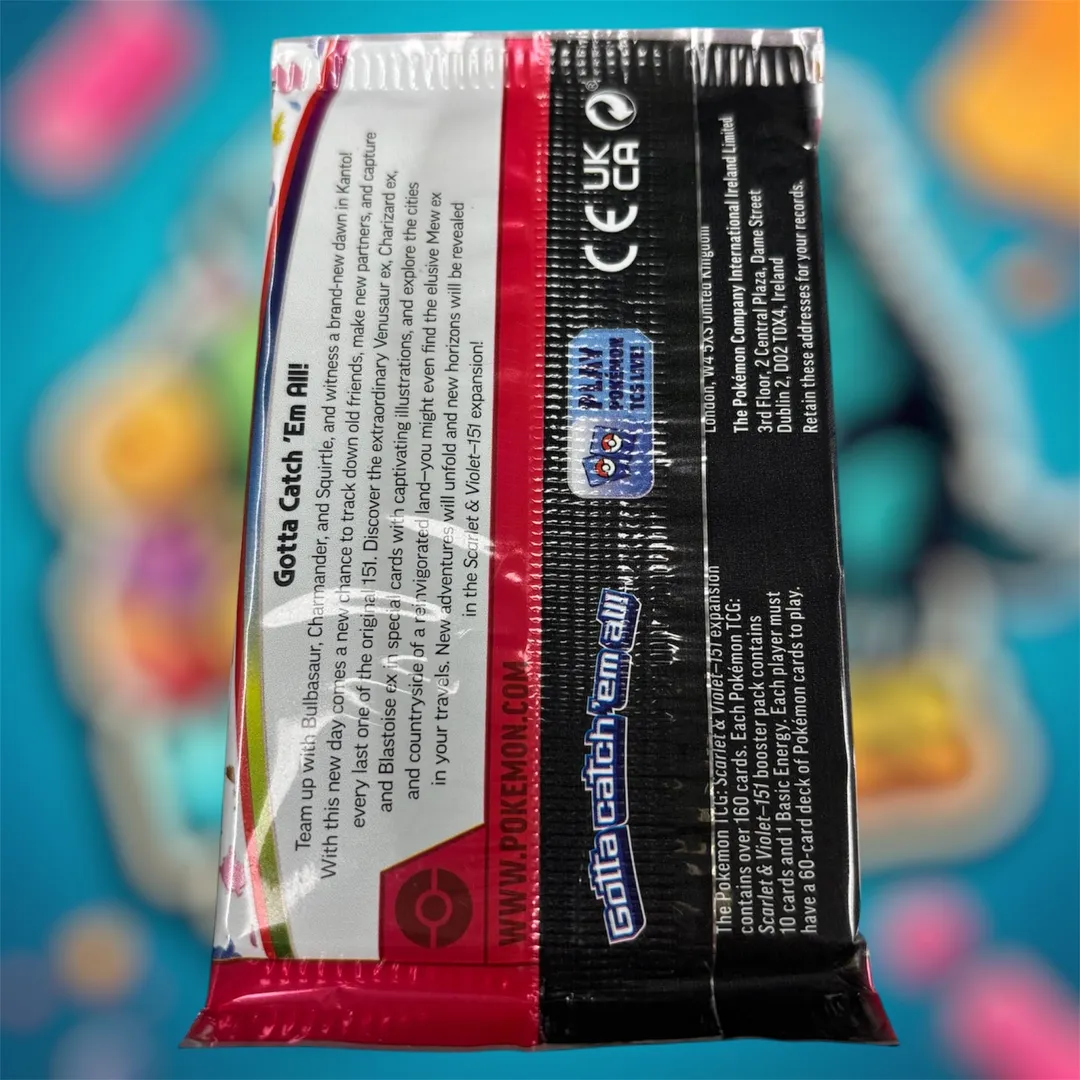 Gotta Catch 'Em All!
Team up with Bulbasaur, Charmander, and Squirtle, and witness a brand-new dawn in Kanto!
With this new day comes a new chance to track down old friends, make new partners, and capture
every last one of the original 151. Discover the extraordinary Venusaur ex, Charizard ex,
and Blastoise ex in special cards with captivating illustrations, and explore the cities
and countryside of a reinvigorated land—you might even find the elusive Mew ex
in your travels. New adventures will unfold and new horizons will be revealed
in the Scarlet & Violet—151 expansion!
WWW.POKEMON.COM
Gotta catch 'em all!™
PLAY
POKÉMON
TCG LIVE!
CE UK
CA
®
The Pokémon TCG: Scarlet & Violet—151 expansion
contains over 160 cards. Each Pokémon TCG:
Scarlet & Violet—151 booster pack contains
10 cards and 1 Basic Energy. Each player must
have a 60-card deck of Pokémon cards to play.
London, W4 5XS United Kingdom
The Pokémon Company International Ireland Limited
3rd Floor, 2 Central Plaza, Dame Street
Dublin 2, D02 T0X4, Ireland
Retain these addresses for your records.